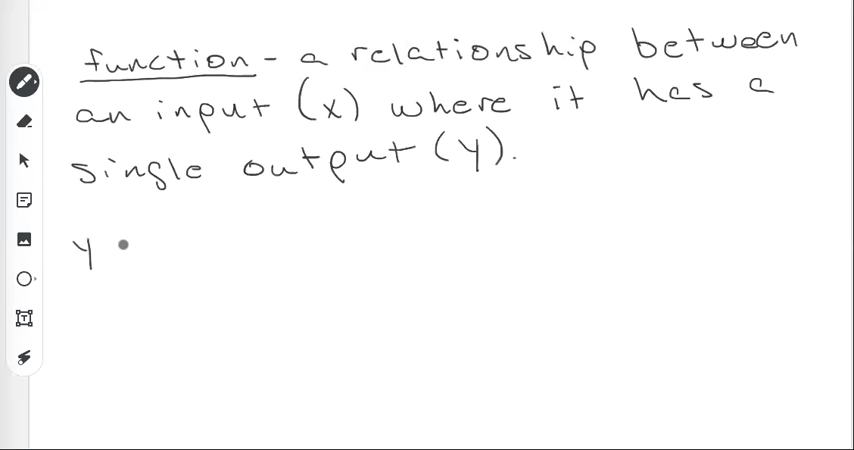 function - a relationship between
an input (x) where it has a
single output (y).
y